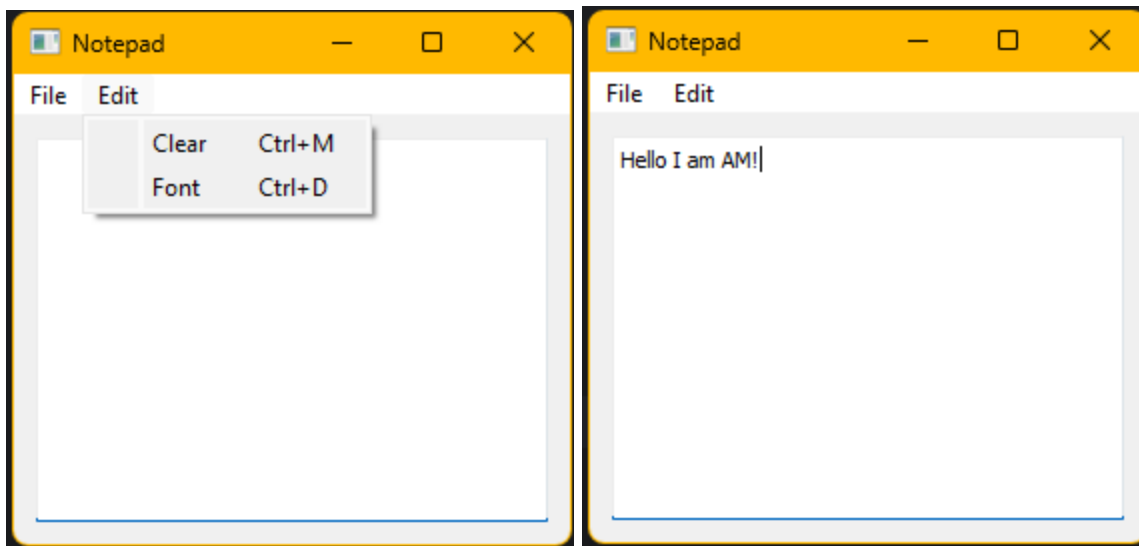 Notepad
File Edit
Clear Ctrl+M
Font Ctrl+D
Notepad
File Edit
Hello I am AM!